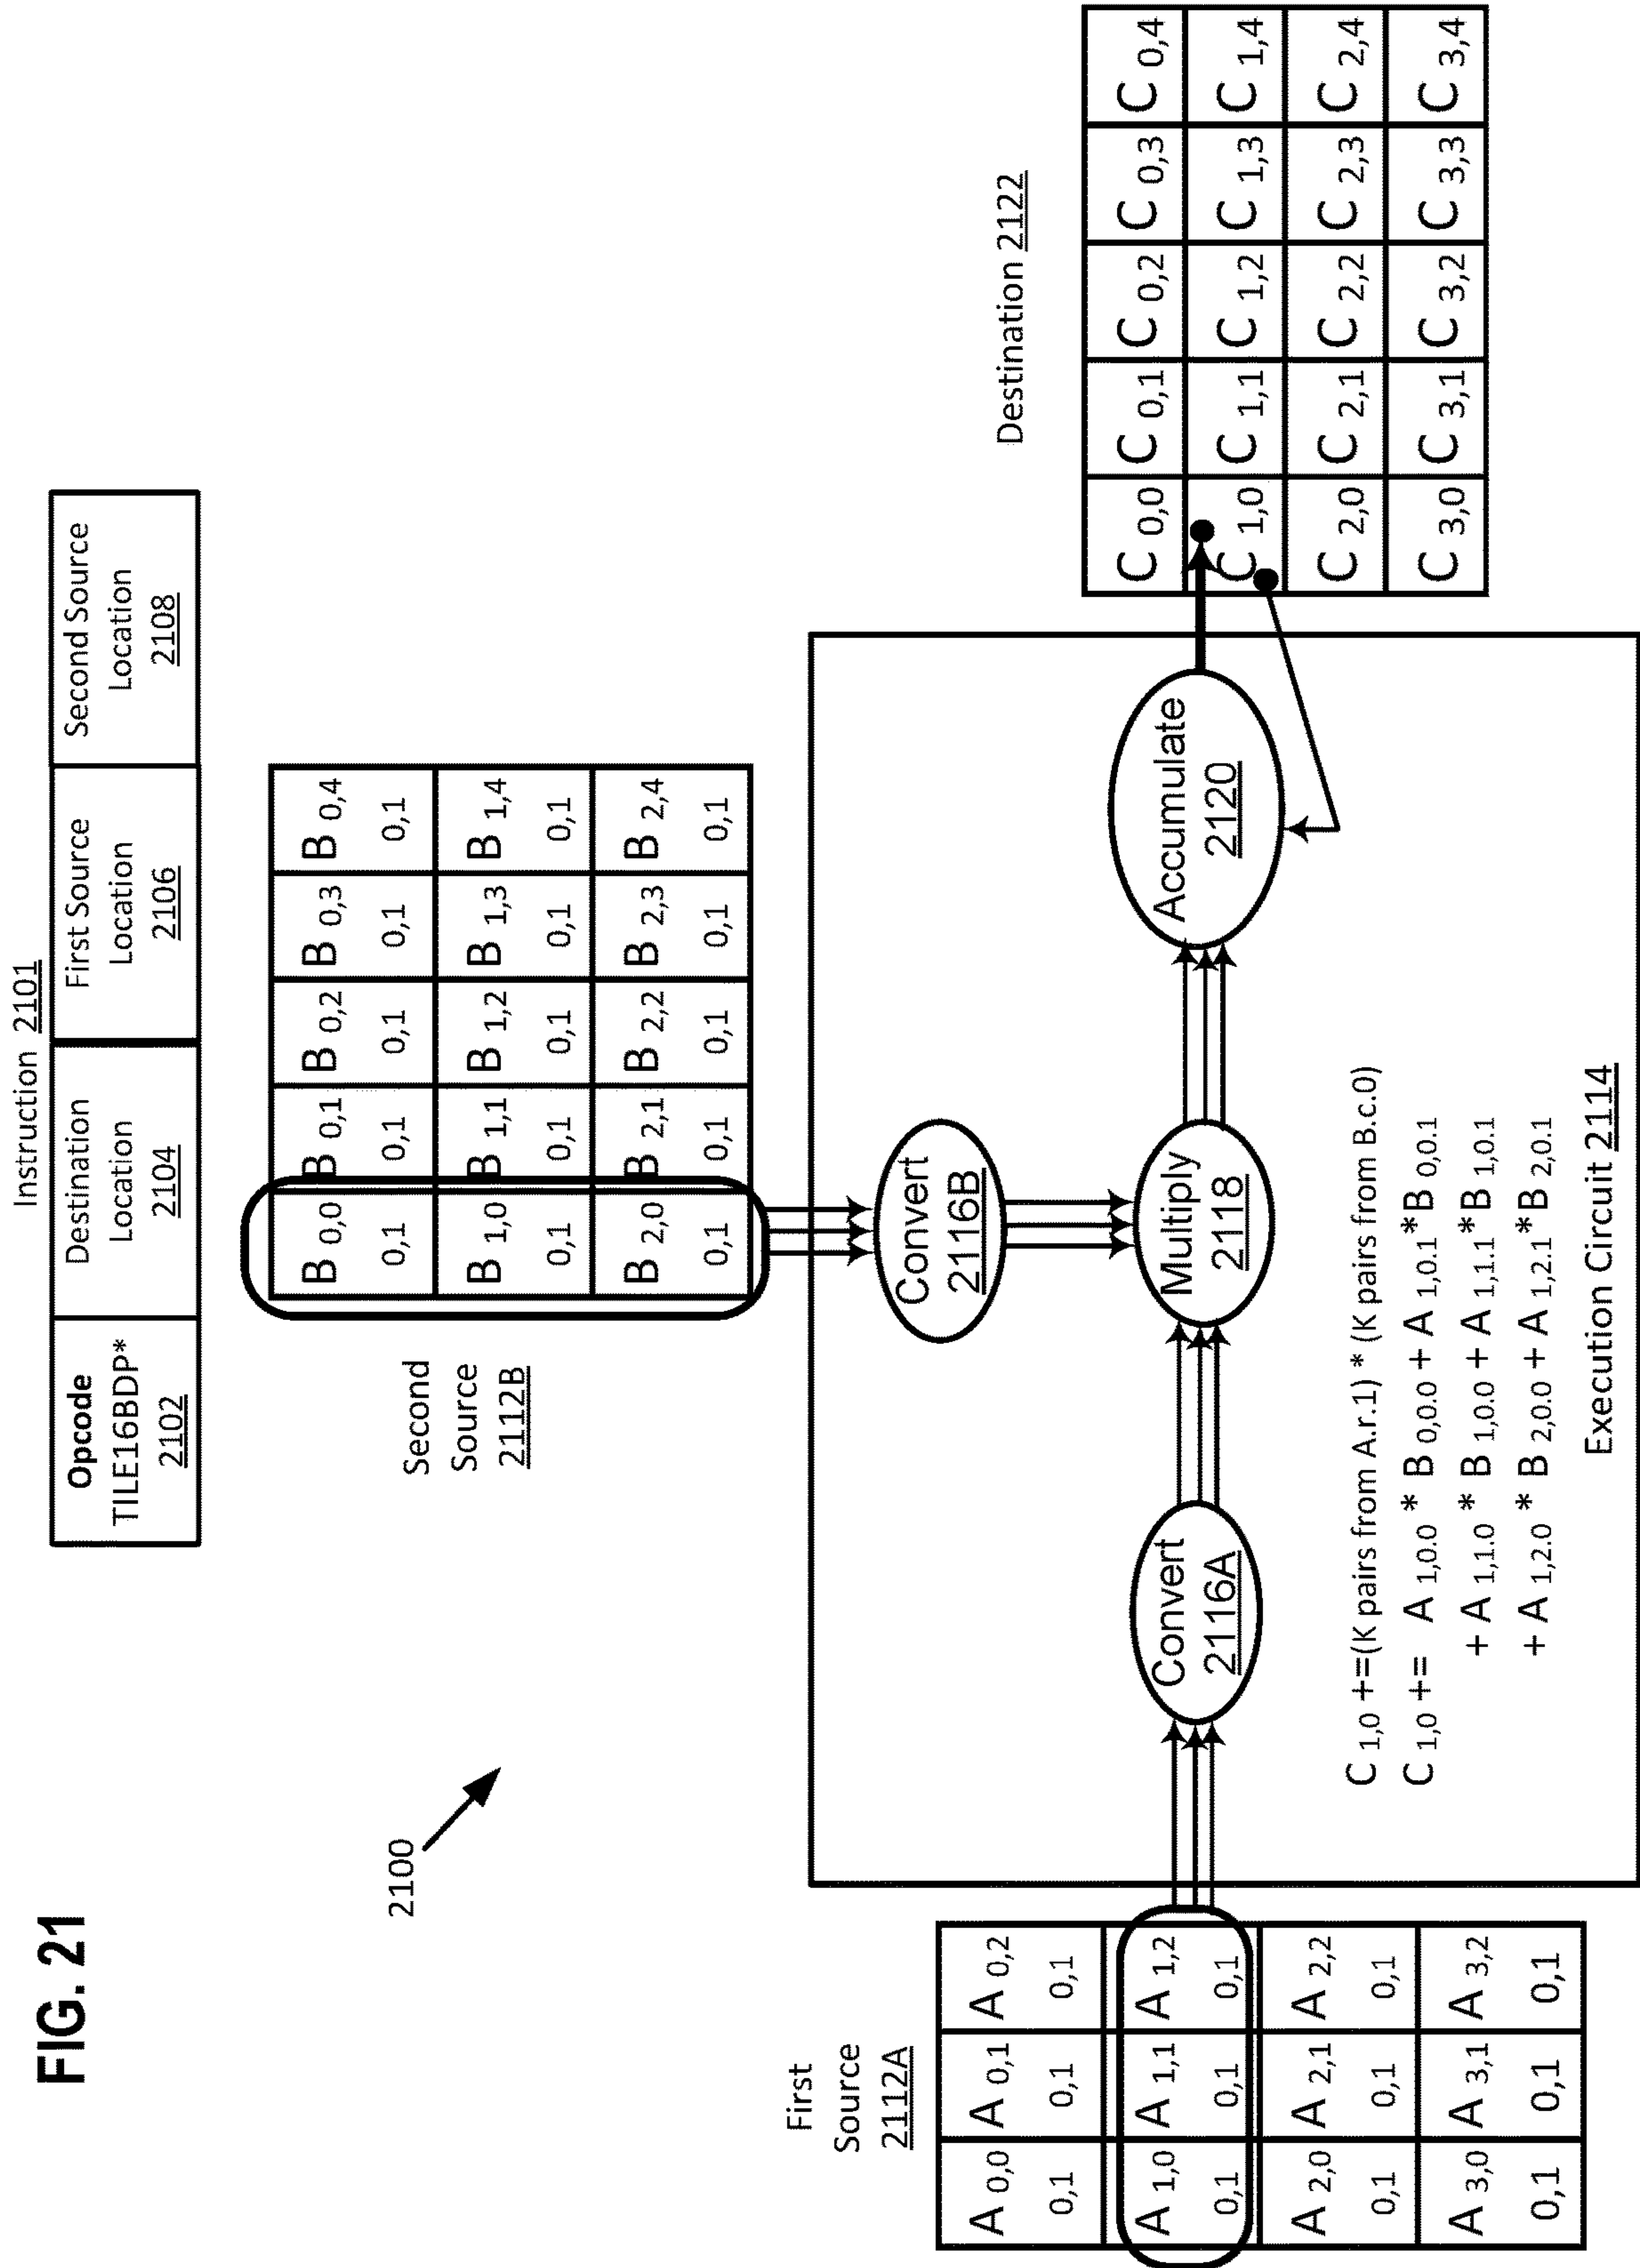 FIG. 21
Instruction 2101
Opcode
TILE16BDP*
2102
Destination
Location
2104
First Source
Location
2106
Second Source
Location
2108
2100
Second
Source
2112B
B 0,0 B 0,1 B 0,2 B 0,3 B 0,4
0,1 0,1 0,1 0,1 0,1
B 1,0 B 1,1 B 1,2 B 1,3 B 1,4
0,1 0,1 0,1 0,1 0,1
B 2,0 B 2,1 B 2,2 B 2,3 B 2,4
0,1 0,1 0,1 0,1 0,1
First
Source
2112A
A 0,0 A 0,1 A 0,2
0,1 0,1 0,1
A 1,0 A 1,1 A 1,2
0,1 0,1 0,1
A 2,0 A 2,1 A 2,2
0,1 0,1 0,1
A 3,0 A 3,1 A 3,2
0,1 0,1 0,1
Convert
2116B
Convert
2116A
Multiply
2118
Accumulate
2120
C 1,0 +=(K pairs from A.r.1) * (K pairs from B.c.0)
C 1,0 += A 1,0.0 * B 0,0.0 + A 1,0.1*B 0,0.1
+ A 1,1.0 * B 1,0.0 + A 1,1.1*B 1,0.1
+ A 1,2.0 * B 2,0.0 + A 1,2.1*B 2,0.1
Execution Circuit 2114
Destination 2122
C 0,0 C 0,1 C 0,2 C 0,3 C 0,4
C 1,0 C 1,1 C 1,2 C 1,3 C 1,4
C 2,0 C 2,1 C 2,2 C 2,3 C 2,4
C 3,0 C 3,1 C 3,2 C 3,3 C 3,4